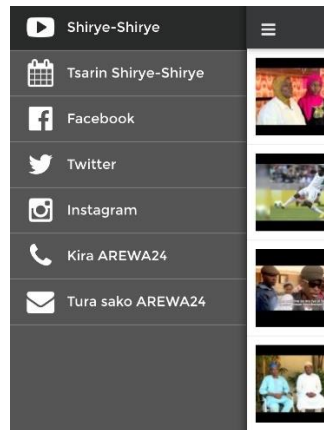 Shirye-Shirye
Tsarin Shirye-Shirye
Facebook
Twitter
Instagram
Kira AREWA24
Tura sako AREWA24